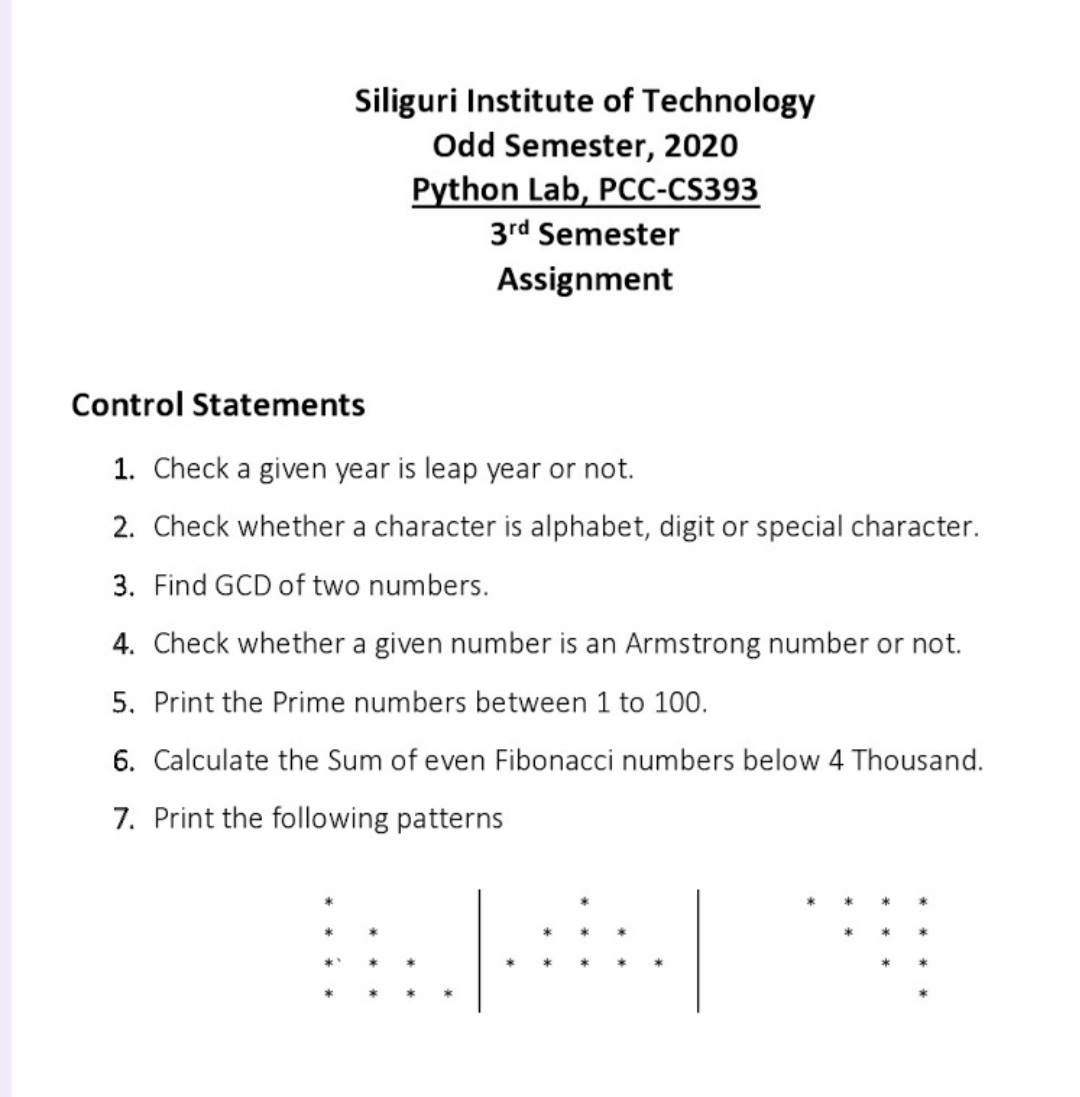 Siliguri Institute of Technology
Odd Semester, 2020
Python Lab, PCC-CS393
3rd Semester
Assignment
Control Statements
1. Check a given year is leap year or not.
2. Check whether a character is alphabet, digit or special character.
3. Find GCD of two numbers.
4. Check whether a given number is an Armstrong number or not.
5. Print the Prime numbers between 1 to 100.
6. Calculate the Sum of even Fibonacci numbers below 4 Thousand.
7. Print the following patterns
* | * | * * * *
* * | * * * | * * *
*` * * | * * * * * | * *
* * * * | | *